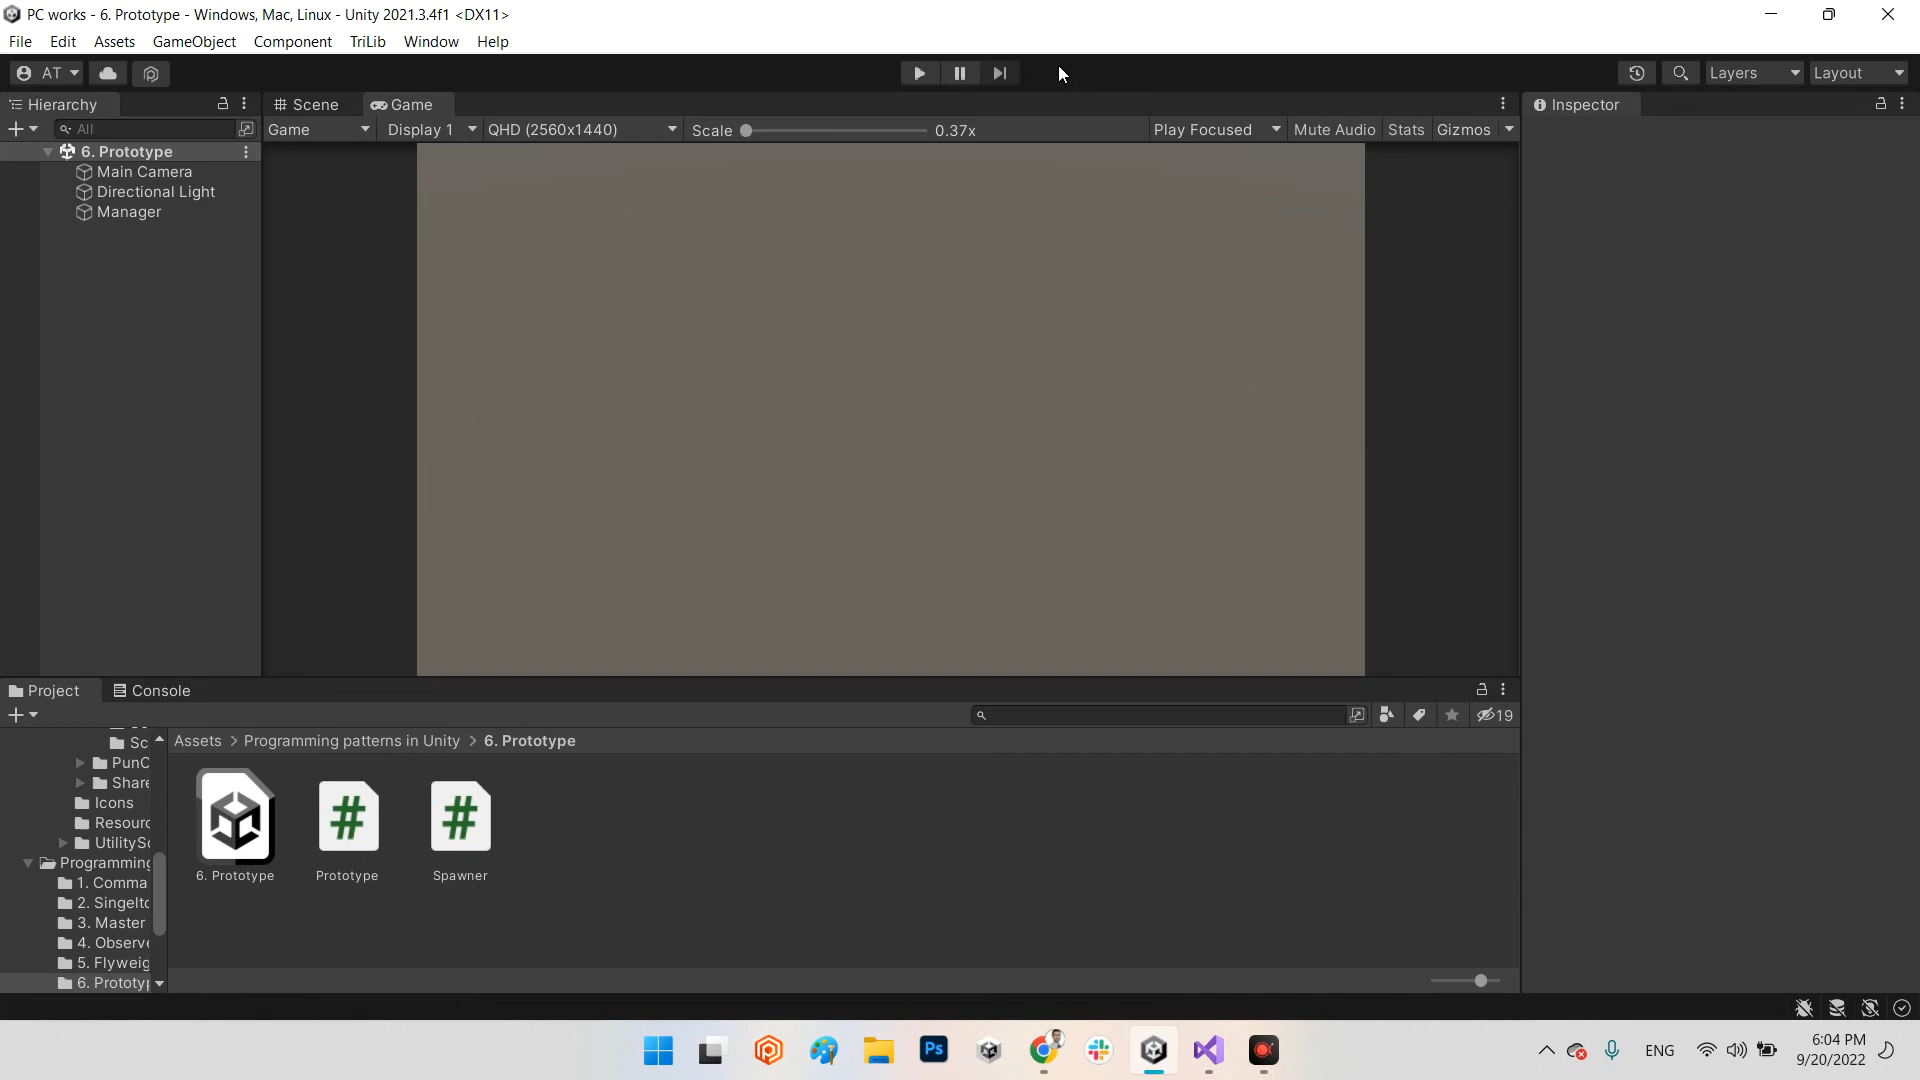 PC works - 6. Prototype - Windows, Mac, Linux - Unity 2021.3.4f1 <DX11>
File Edit Assets GameObject Component TriLib Window Help
AT Layers Layout
Hierarchy Scene Game Inspector
All Game Display 1 QHD (2560x1440) Scale 0.37x Play Focused Mute Audio Stats Gizmos
6. Prototype
Main Camera
Directional Light
Manager
Project Console
19
Assets > Programming patterns in Unity > 6. Prototype
Sc
PunC
Share
Icons
Resourc
UtilitySc
Programming
1. Comma
2. Singelto
3. Master
4. Observe
5. Flyweig
6. Prototyp
6. Prototype Prototype Spawner
Ps
ENG
6:04 PM
9/20/2022